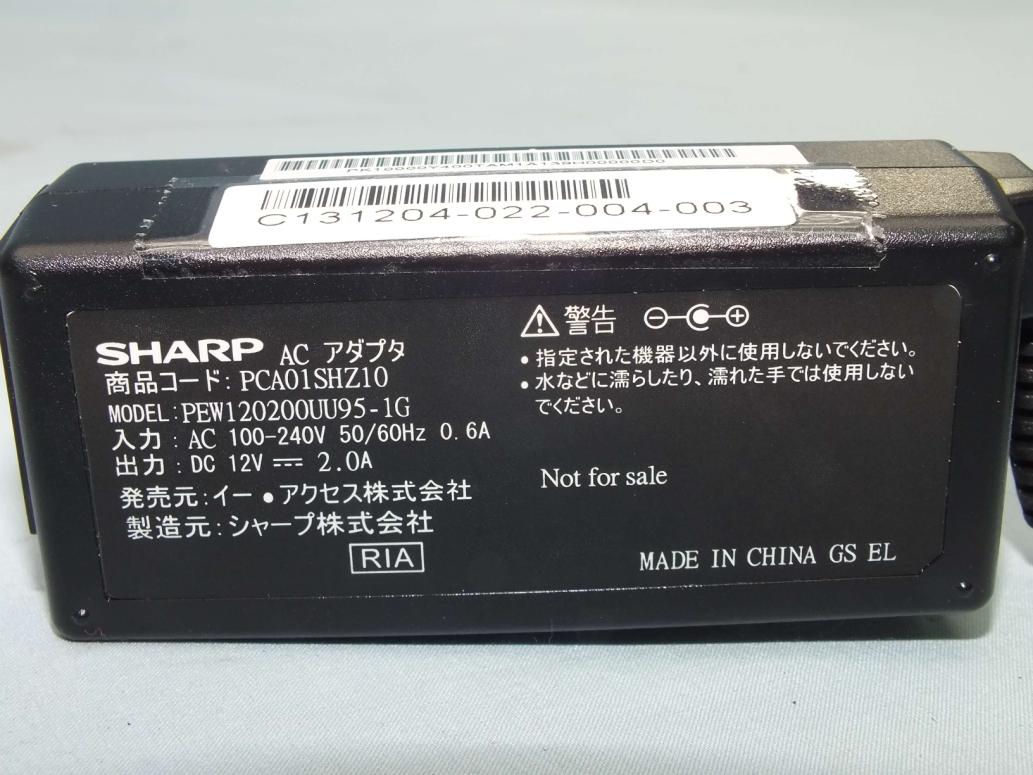 PK10000Y400TAM1A139H00000D0
C131204-022-004-003
SHARP AC アダプタ
商品コード: PCA01SHZ10
MODEL: PEW120200UU95-1G
入力 : AC 100-240V 50/60Hz 0.6A
出力 : DC 12V ⎓ 2.0A
発売元: イー ● アクセス株式会社
製造元: シャープ株式会社
RIA
警告
• 指定された機器以外に使用しないでください。
• 水などに濡らしたり、濡れた手では使用しない
でください。
Not for sale
MADE IN CHINA GS EL